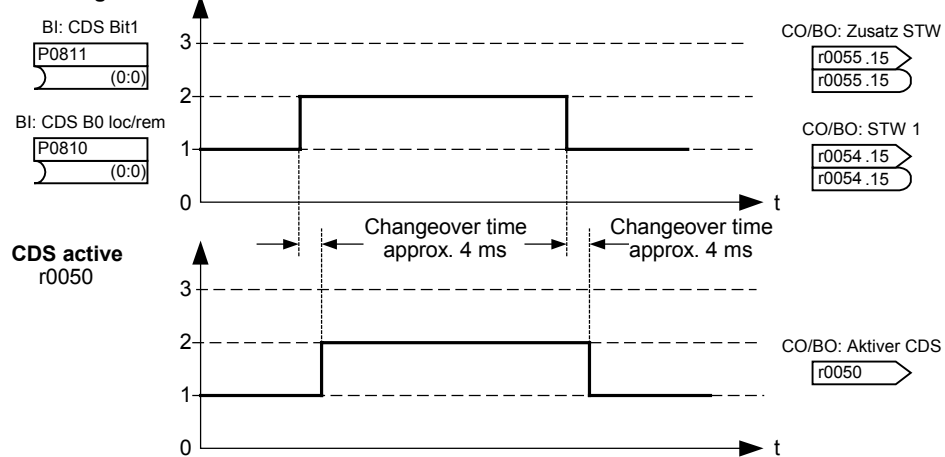 BI: CDS Bit1
P0811
(0:0)
BI: CDS B0 loc/rem
P0810
(0:0)
3
2
1
0
t
CO/BO: Zusatz STW
r0055 .15
r0055 .15
CO/BO: STW 1
r0054 .15
r0054 .15
Changeover time
approx. 4 ms
Changeover time
approx. 4 ms
CDS active
r0050
3
2
1
0
t
CO/BO: Aktiver CDS
r0050